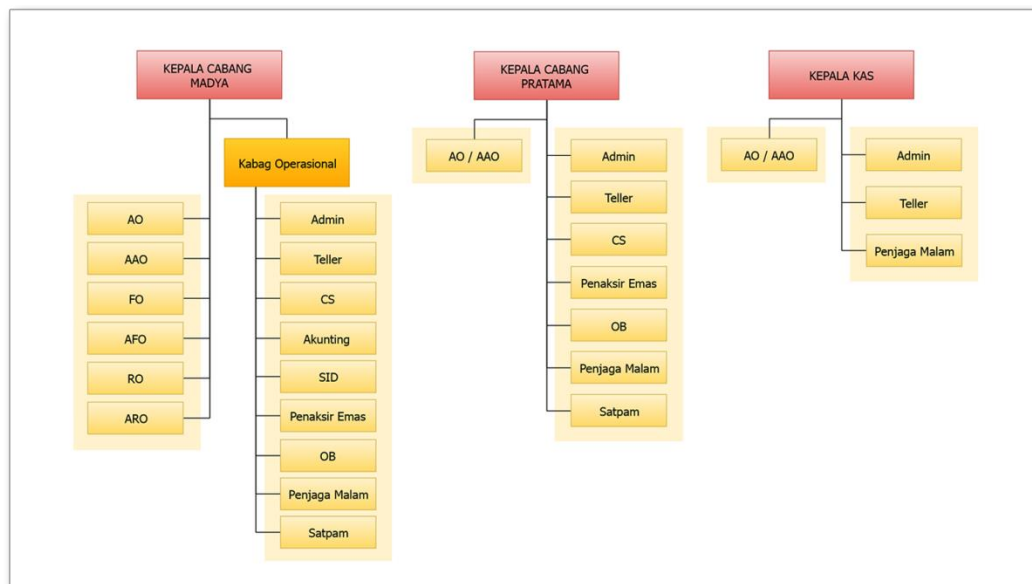 KEPALA CABANG
MADYA
Kabag Operasional
AO
AAO
FO
AFO
RO
ARO
Admin
Teller
CS
Akunting
SID
Penaksir Emas
OB
Penjaga Malam
Satpam
KEPALA CABANG
PRATAMA
AO / AAO
Admin
Teller
CS
Penaksir Emas
OB
Penjaga Malam
Satpam
KEPALA KAS
AO / AAO
Admin
Teller
Penjaga Malam